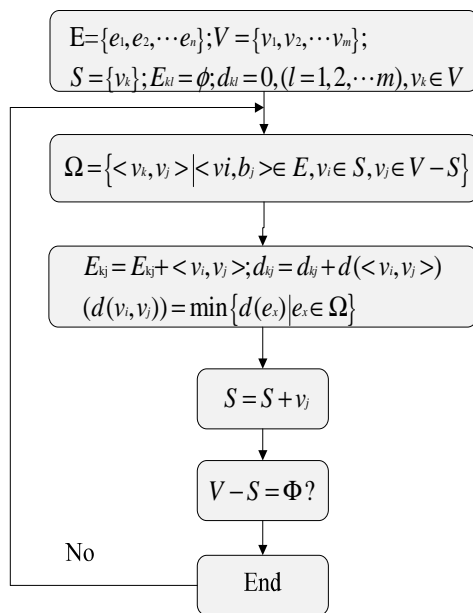 E={e₁,e₂,⋯eₙ};V={v₁,v₂,⋯vₘ};
S={vₖ};Eₖₗ=ϕ;dₖₗ=0,(l=1,2,⋯m),vₖ∈V
Ω={<vₖ,vⱼ>|<vi,bⱼ>∈E,vᵢ∈S,vⱼ∈V−S}
Eₖⱼ=Eₖⱼ+<vᵢ,vⱼ>;dₖⱼ=dₖⱼ+d(<vᵢ,vⱼ>)
(d(vᵢ,vⱼ))=min{d(eₓ)|eₓ∈Ω}
S=S+vⱼ
V−S=Φ?
No
End